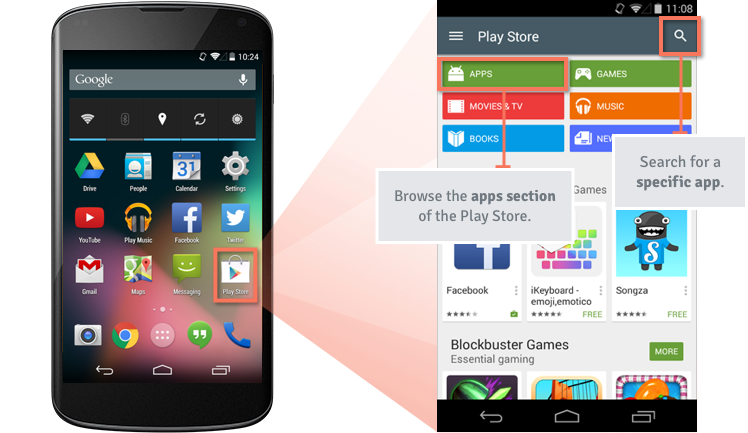 10:24
Google
Drive
People
Calendar
Settings
YouTube
Play Music
Facebook
Twitter
Gmail
Maps
Messaging
Play Store
31
11:08
Play Store
APPS
GAMES
MOVIES & TV
MUSIC
BOOKS
NEW
Search for a
specific app.
Browse the apps section
of the Play Store.
Games
Facebook
iKeyboard -
emoji,emotico
FREE
Songza
FREE
Blockbuster Games
Essential gaming
MORE